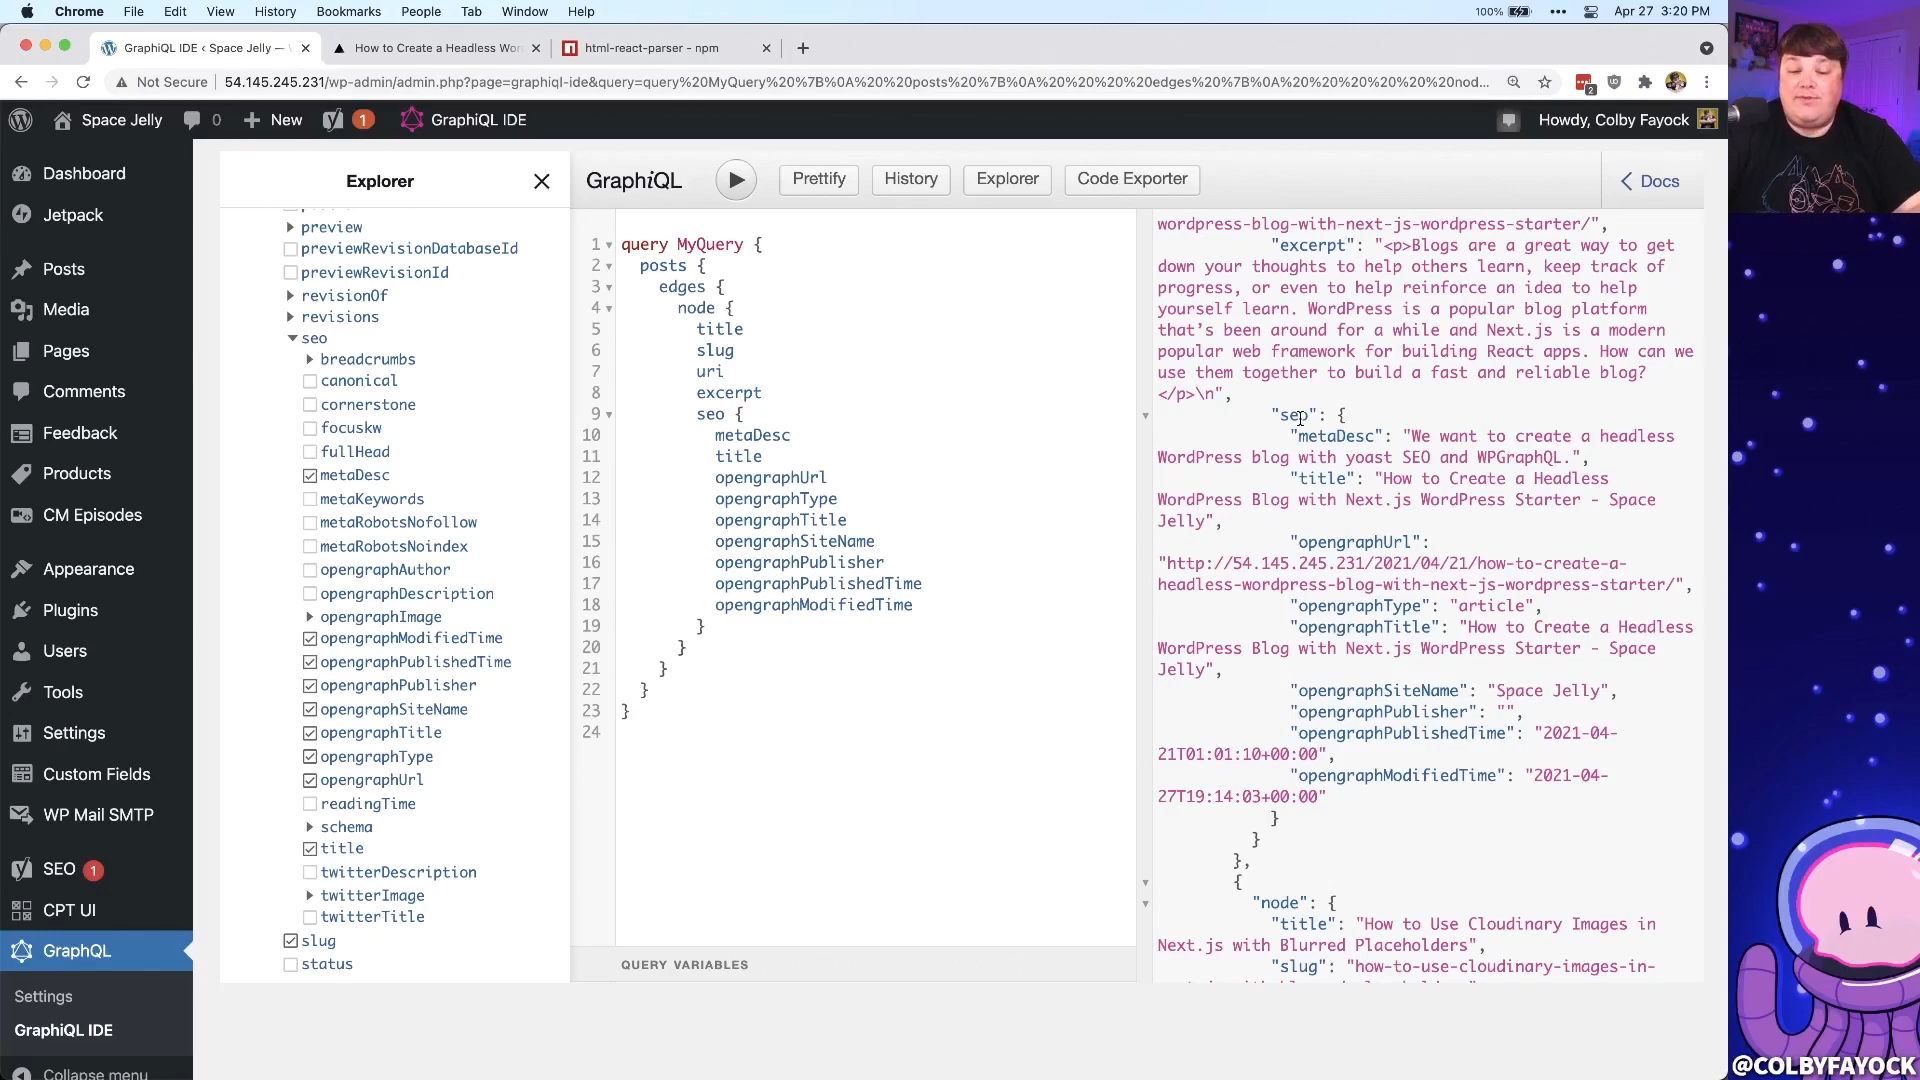 Chrome File Edit View History Bookmarks People Tab Window Help
100% Apr 27 3:20 PM
GraphiQL IDE ‹ Space Jelly —
How to Create a Headless Wor
html-react-parser - npm
Not Secure 54.145.245.231/wp-admin/admin.php?page=graphiql-ide&query=query%20MyQuery%20%7B%0A%20%20posts%20%7B%0A%20%20%20%20edges%20%7B%0A%20%20%20%20%20%20nod...
2
Space Jelly 0 New 1 GraphiQL IDE Howdy, Colby Fayock
Dashboard
Jetpack
Posts
Media
Pages
Comments
Feedback
Products
CM Episodes
Appearance
Plugins
Users
Tools
Settings
Custom Fields
WP Mail SMTP
SEO 1
CPT UI
GraphQL
Settings
GraphiQL IDE
Collapse menu
Explorer
preview
previewRevisionDatabaseId
previewRevisionId
revisionOf
revisions
seo
breadcrumbs
canonical
cornerstone
focuskw
fullHead
metaDesc
metaKeywords
metaRobotsNofollow
metaRobotsNoindex
opengraphAuthor
opengraphDescription
opengraphImage
opengraphModifiedTime
opengraphPublishedTime
opengraphPublisher
opengraphSiteName
opengraphTitle
opengraphType
opengraphUrl
readingTime
schema
title
twitterDescription
twitterImage
twitterTitle
slug
status
GraphiQL Prettify History Explorer Code Exporter Docs
1 query MyQuery {
2 posts {
3 edges {
4 node {
5 title
6 slug
7 uri
8 excerpt
9 seo {
10 metaDesc
11 title
12 opengraphUrl
13 opengraphType
14 opengraphTitle
15 opengraphSiteName
16 opengraphPublisher
17 opengraphPublishedTime
18 opengraphModifiedTime
19 }
20 }
21 }
22 }
23 }
24
QUERY VARIABLES
wordpress-blog-with-next-js-wordpress-starter/",
"excerpt": "<p>Blogs are a great way to get
down your thoughts to help others learn, keep track of
progress, or even to help reinforce an idea to help
yourself learn. WordPress is a popular blog platform
that’s been around for a while and Next.js is a modern
popular web framework for building React apps. How can we
use them together to build a fast and reliable blog?
</p>\n",
"seo": {
"metaDesc": "We want to create a headless
WordPress blog with yoast SEO and WPGraphQL.",
"title": "How to Create a Headless
WordPress Blog with Next.js WordPress Starter - Space
Jelly",
"opengraphUrl":
"http://54.145.245.231/2021/04/21/how-to-create-a-
headless-wordpress-blog-with-next-js-wordpress-starter/",
"opengraphType": "article",
"opengraphTitle": "How to Create a Headless
WordPress Blog with Next.js WordPress Starter - Space
Jelly",
"opengraphSiteName": "Space Jelly",
"opengraphPublisher": "",
"opengraphPublishedTime": "2021-04-
21T01:01:10+00:00",
"opengraphModifiedTime": "2021-04-
27T19:14:03+00:00"
}
}
},
{
"node": {
"title": "How to Use Cloudinary Images in
Next.js with Blurred Placeholders",
"slug": "how-to-use-cloudinary-images-in-
@COLBYFAYOCK